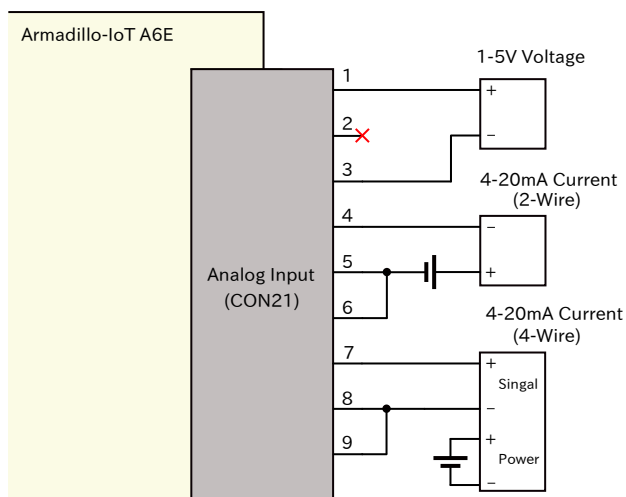 Armadillo-IoT A6E
Analog Input
(CON21)
1
2
3
4
5
6
7
8
9
1-5V Voltage
+
−
4-20mA Current
(2-Wire)
−
+
4-20mA Current
(4-Wire)
+
Singal
−
+
Power
−